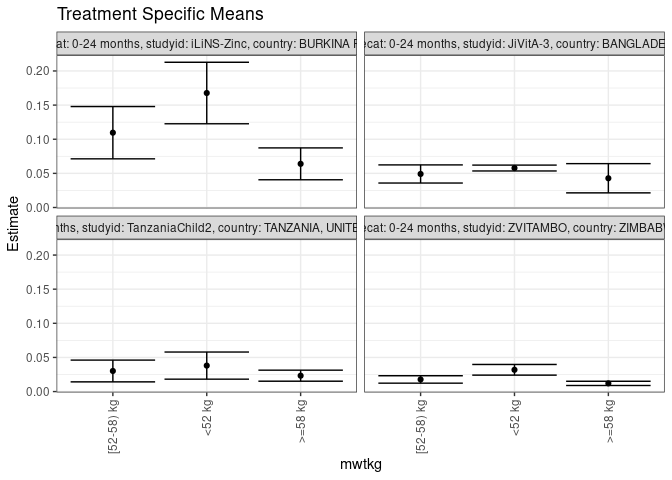 Treatment Specific Means
cat: 0-24 months, studyid: iLiNS-Zinc, country: BURKINA F
ecat: 0-24 months, studyid: JiVitA-3, country: BANGLADE
0.20
0.15
0.10
0.05
0.00
nths, studyid: TanzaniaChild2, country: TANZANIA, UNITE
ecat: 0-24 months, studyid: ZVITAMBO, country: ZIMBABW
0.20
0.15
0.10
0.05
0.00
Estimate
[52-58) kg
<52 kg
>=58 kg
[52-58) kg
<52 kg
>=58 kg
mwtkg